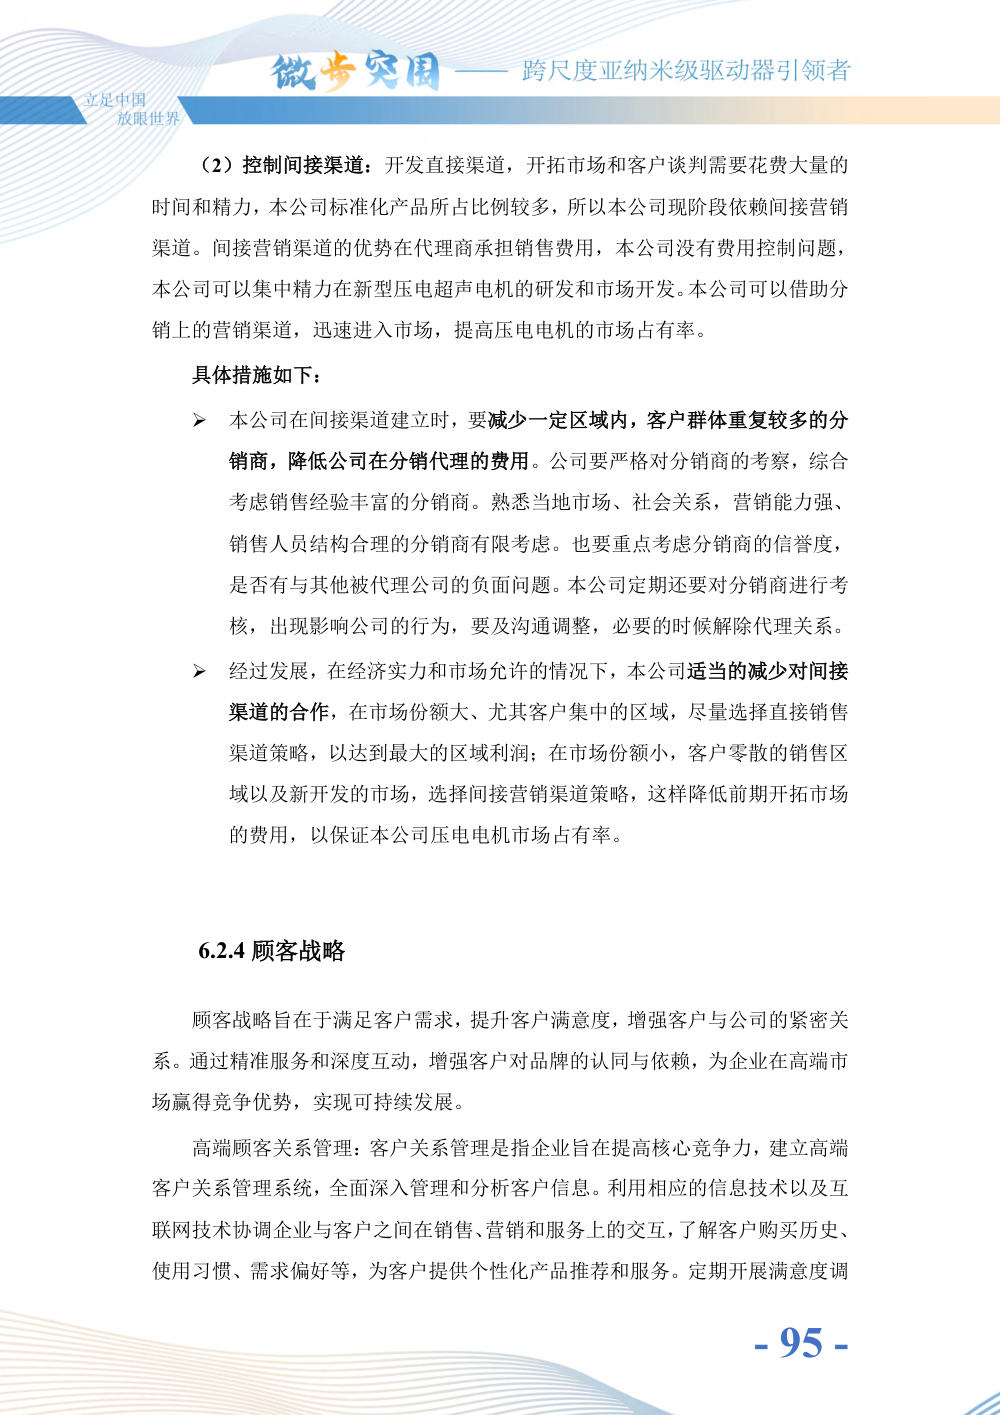 微步突围 —— 跨尺度亚纳米级驱动器引领者
立足中国
放眼世界
（2）控制间接渠道：开发直接渠道，开拓市场和客户谈判需要花费大量的
时间和精力，本公司标准化产品所占比例较多，所以本公司现阶段依赖间接营销
渠道。间接营销渠道的优势在代理商承担销售费用，本公司没有费用控制问题，
本公司可以集中精力在新型压电超声电机的研发和市场开发。本公司可以借助分
销上的营销渠道，迅速进入市场，提高压电电机的市场占有率。
具体措施如下：
➢ 本公司在间接渠道建立时，要减少一定区域内，客户群体重复较多的分
销商，降低公司在分销代理的费用。公司要严格对分销商的考察，综合
考虑销售经验丰富的分销商。熟悉当地市场、社会关系，营销能力强、
销售人员结构合理的分销商有限考虑。也要重点考虑分销商的信誉度，
是否有与其他被代理公司的负面问题。本公司定期还要对分销商进行考
核，出现影响公司的行为，要及沟通调整，必要的时候解除代理关系。
➢ 经过发展，在经济实力和市场允许的情况下，本公司适当的减少对间接
渠道的合作，在市场份额大、尤其客户集中的区域，尽量选择直接销售
渠道策略，以达到最大的区域利润；在市场份额小，客户零散的销售区
域以及新开发的市场，选择间接营销渠道策略，这样降低前期开拓市场
的费用，以保证本公司压电电机市场占有率。
6.2.4 顾客战略
顾客战略旨在于满足客户需求，提升客户满意度，增强客户与公司的紧密关
系。通过精准服务和深度互动，增强客户对品牌的认同与依赖，为企业在高端市
场赢得竞争优势，实现可持续发展。
高端顾客关系管理：客户关系管理是指企业旨在提高核心竞争力，建立高端
客户关系管理系统，全面深入管理和分析客户信息。利用相应的信息技术以及互
联网技术协调企业与客户之间在销售、营销和服务上的交互，了解客户购买历史、
使用习惯、需求偏好等，为客户提供个性化产品推荐和服务。定期开展满意度调
- 95 -